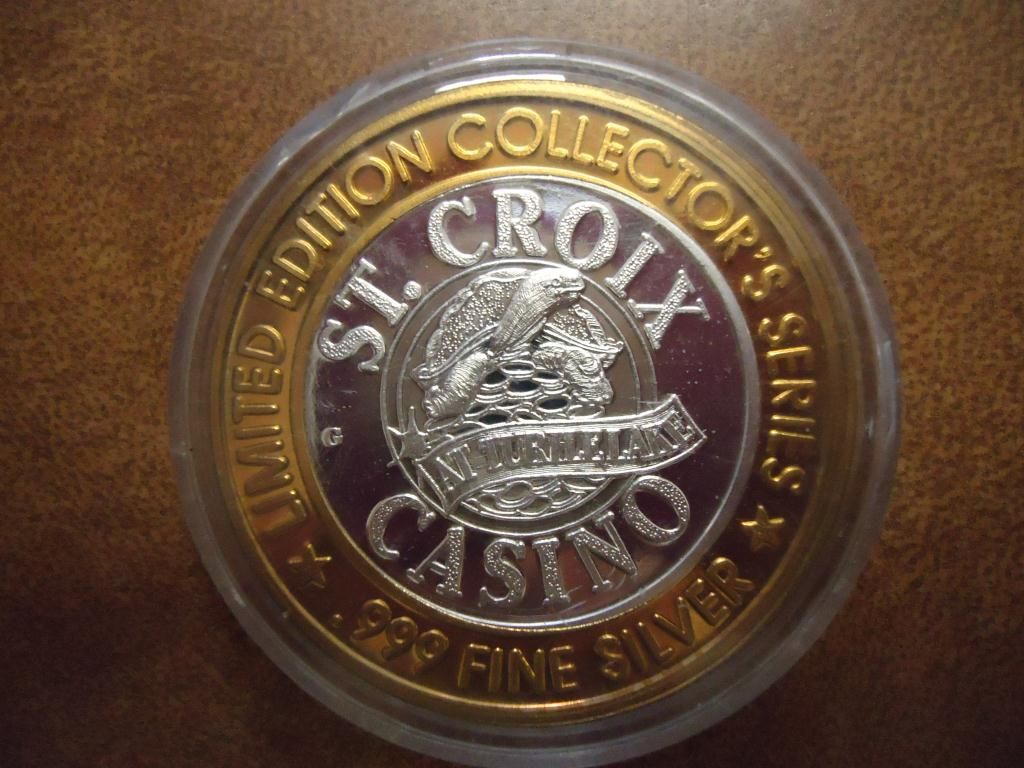 LIMITED EDITION COLLECTOR'S SERIES
.999 FINE SILVER
ST. CROIX
G
AT TURTLE LAKE
CASINO